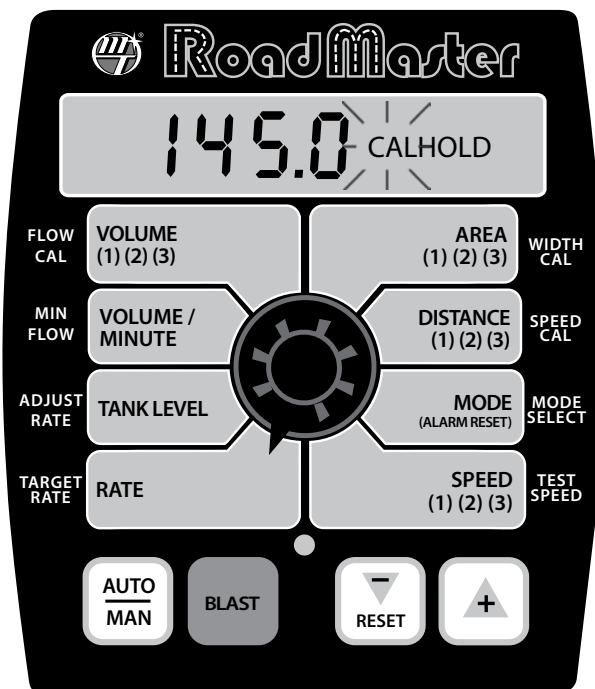 RoadMaster
145.0 CALHOLD
FLOW
CAL
VOLUME
(1) (2) (3)
AREA
(1) (2) (3)
WIDTH
CAL
MIN
FLOW
VOLUME /
MINUTE
DISTANCE
(1) (2) (3)
SPEED
CAL
ADJUST
RATE
TANK LEVEL
MODE
(ALARM RESET)
MODE
SELECT
TARGET
RATE
RATE
SPEED
(1) (2) (3)
TEST
SPEED
AUTO
MAN
BLAST
–
RESET
+